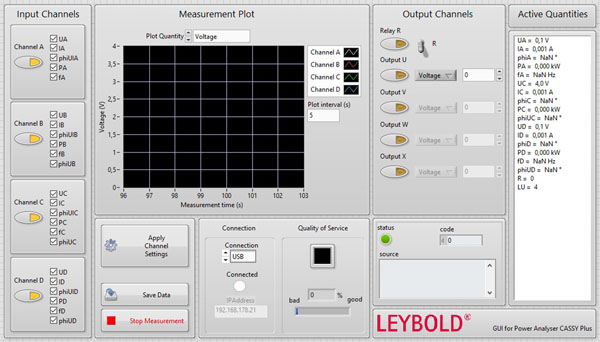 Input Channels
Channel A
UA
IA
phiUIA
PA
fA
Channel B
UB
IB
phiUIB
PB
fB
phiUB
Channel C
UC
IC
phiUIC
PC
fC
phiUC
Channel D
UD
ID
phiUID
PD
fD
phiUD
Measurement Plot
Plot Quantity
Voltage
Voltage (V)
4-
3,5-
3-
2,5-
2-
1,5-
1-
0,5-
0-
96 97 98 99 100 101 102 103
Measurement time (s)
Channel A
Channel B
Channel C
Channel D
Plot interval (s)
5
Apply
Channel
Settings
Save Data
Stop Measurement
Connection
Connection
USB
Connected
IPAddress
192.168.178.21
Quality of Service
0 %
bad good
Output Channels
Relay R
R
Output U
Voltage 0
Output V
Voltage 0
Output W
Voltage 0
Output X
Voltage 0
status
code
0
source
LEYBOLD®
GUI for Power Analyser CASSY Plus
Active Quantities
UA = 0,1 V
IA = 0,001 A
phiA = NaN °
PA = 0,000 kW
fA = NaN Hz
UC = 4,0 V
IC = 0,001 A
phiC = NaN °
PC = 0,000 kW
phiUC = NaN °
UD = 0,1 V
ID = 0,001 A
phiD = NaN °
PD = 0,000 kW
fD = NaN Hz
phiUD = NaN °
R = 0
LU = 4